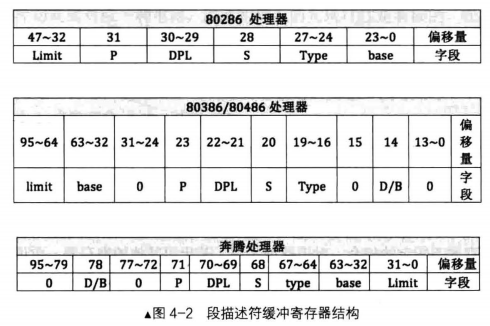 80286 处理器
47~32 31 30~29 28 27~24 23~0 偏移量
Limit P DPL S Type base 字段
80386/80486 处理器
95~64 63~32 31~24 23 22~21 20 19~16 15 14 13~0 偏移量
limit base 0 P DPL S Type 0 D/B 0 字段
奔腾处理器
95~79 78 77~72 71 70~69 68 67~64 63~32 31~0 偏移量
0 D/B 0 P DPL S type base Limit 字段
▲图 4-2 段描述符缓冲寄存器结构